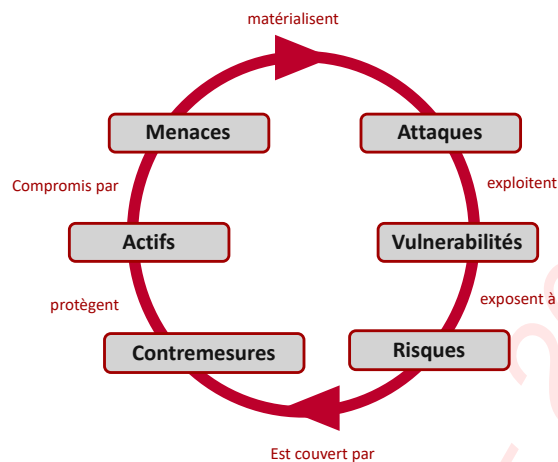 matérialisent
Menaces
Attaques
Compromis par
exploitent
Actifs
Vulnerabilités
protègent
exposent à
Contremesures
Risques
Est couvert par